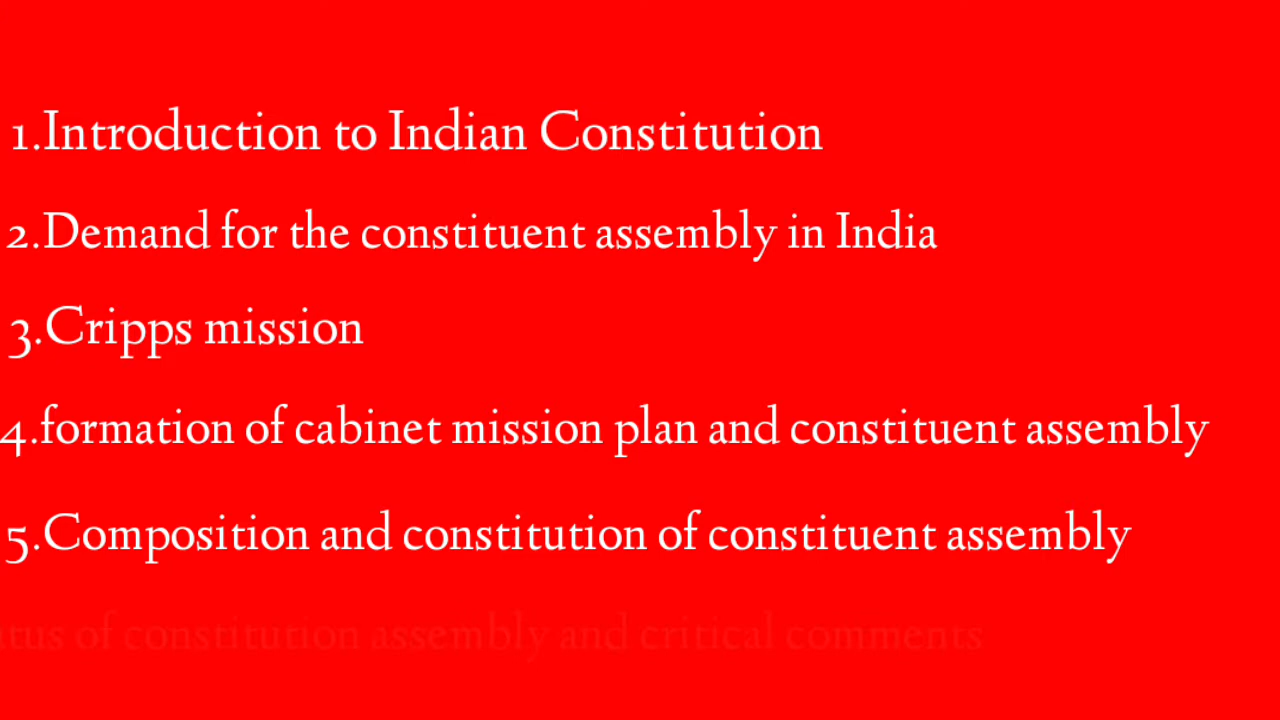 1.Introduction to Indian Constitution
2.Demand for the constituent assembly in India
3.Cripps mission
4.formation of cabinet mission plan and constituent assembly
5.Composition and constitution of constituent assembly
of constitution assembly and critical comments